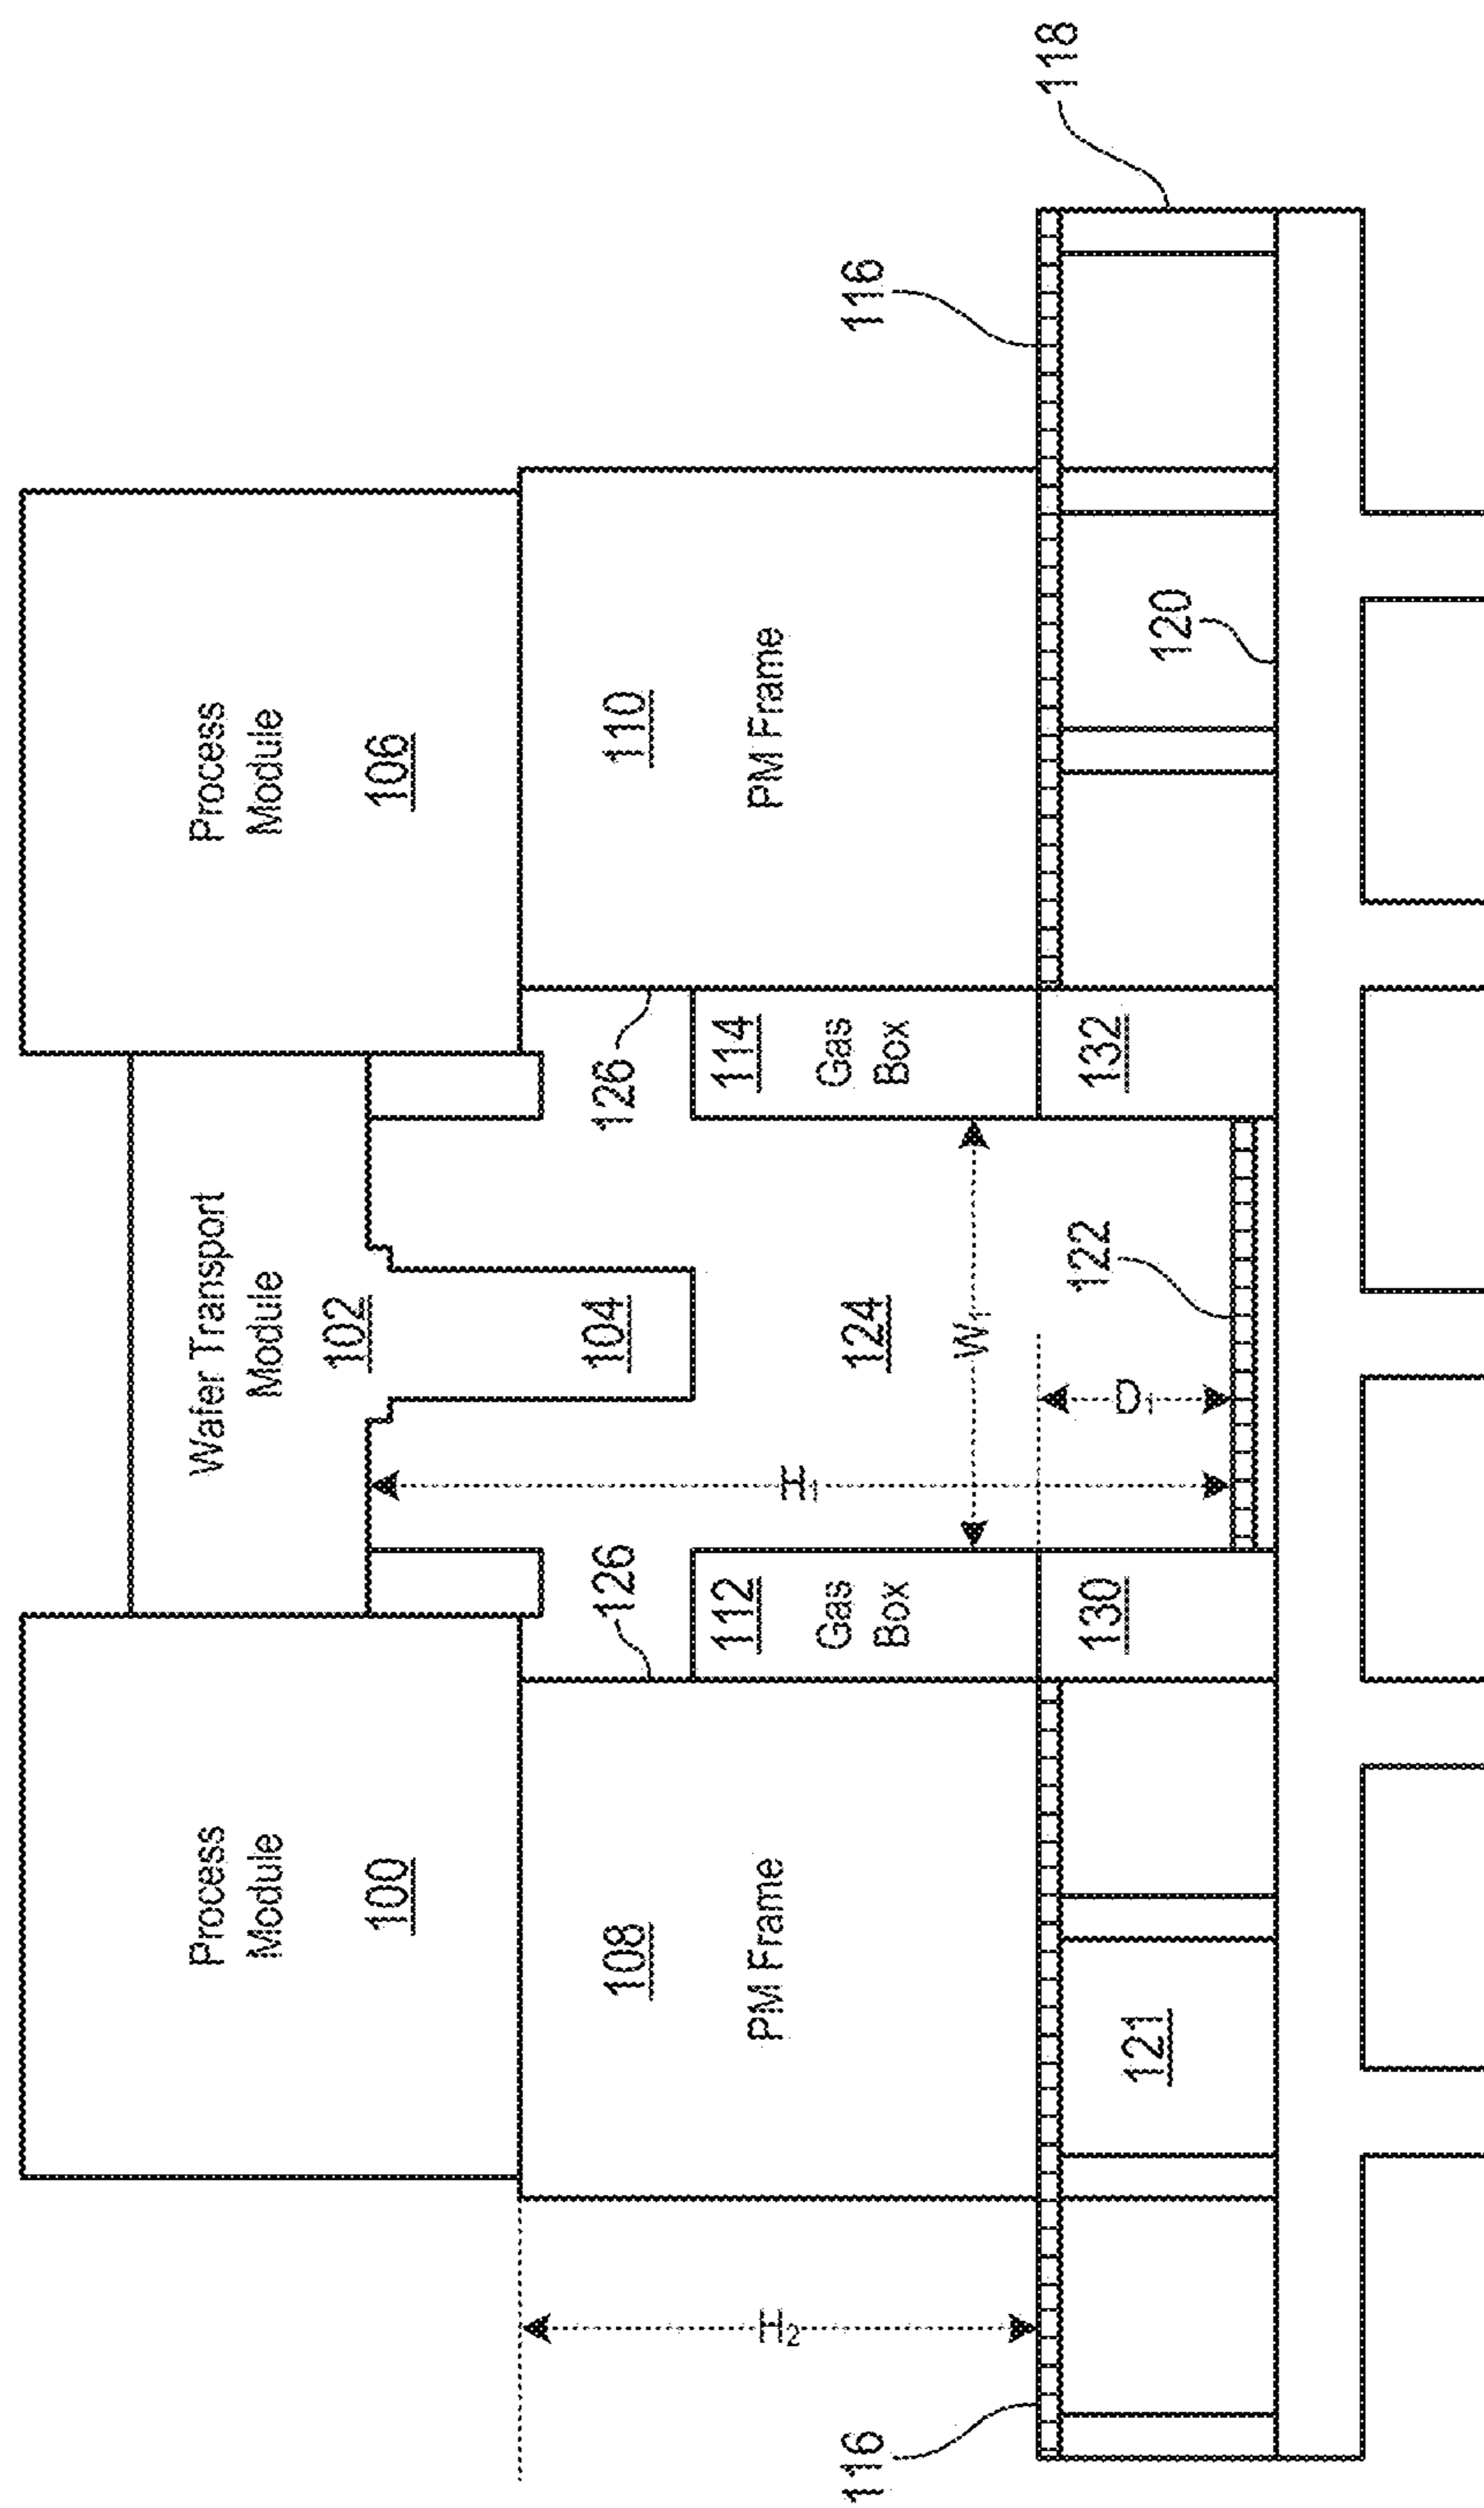 Process
Module
100
Wafer Transport
Module
102
Process
Module
106
104
108
PM Frame
126
126
110
PM Frame
112
Gas
Box
114
Gas
Box
124
H₂
H₁
W₁
D₁
116
116
118
121
130
122
132
120